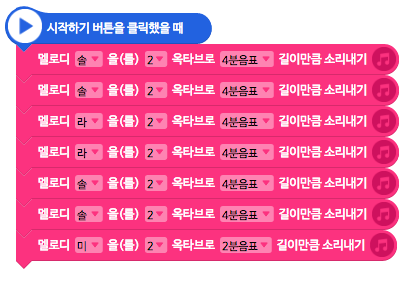 시작하기 버튼을 클릭했을 때
멜로디 솔 을(를) 2 옥타브로 4분음표 길이만큼 소리내기
멜로디 솔 을(를) 2 옥타브로 4분음표 길이만큼 소리내기
멜로디 라 을(를) 2 옥타브로 4분음표 길이만큼 소리내기
멜로디 라 을(를) 2 옥타브로 4분음표 길이만큼 소리내기
멜로디 솔 을(를) 2 옥타브로 4분음표 길이만큼 소리내기
멜로디 솔 을(를) 2 옥타브로 4분음표 길이만큼 소리내기
멜로디 미 을(를) 2 옥타브로 2분음표 길이만큼 소리내기